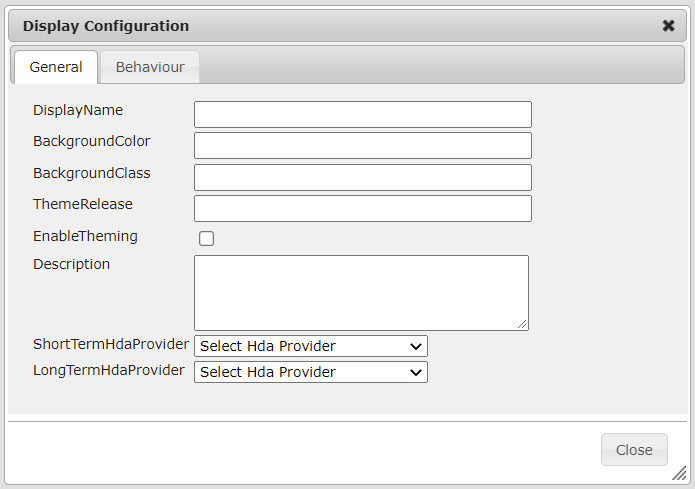 Display Configuration
General Behaviour
DisplayName
BackgroundColor
BackgroundClass
ThemeRelease
EnableTheming
Description
ShortTermHdaProvider Select Hda Provider
LongTermHdaProvider Select Hda Provider
Close